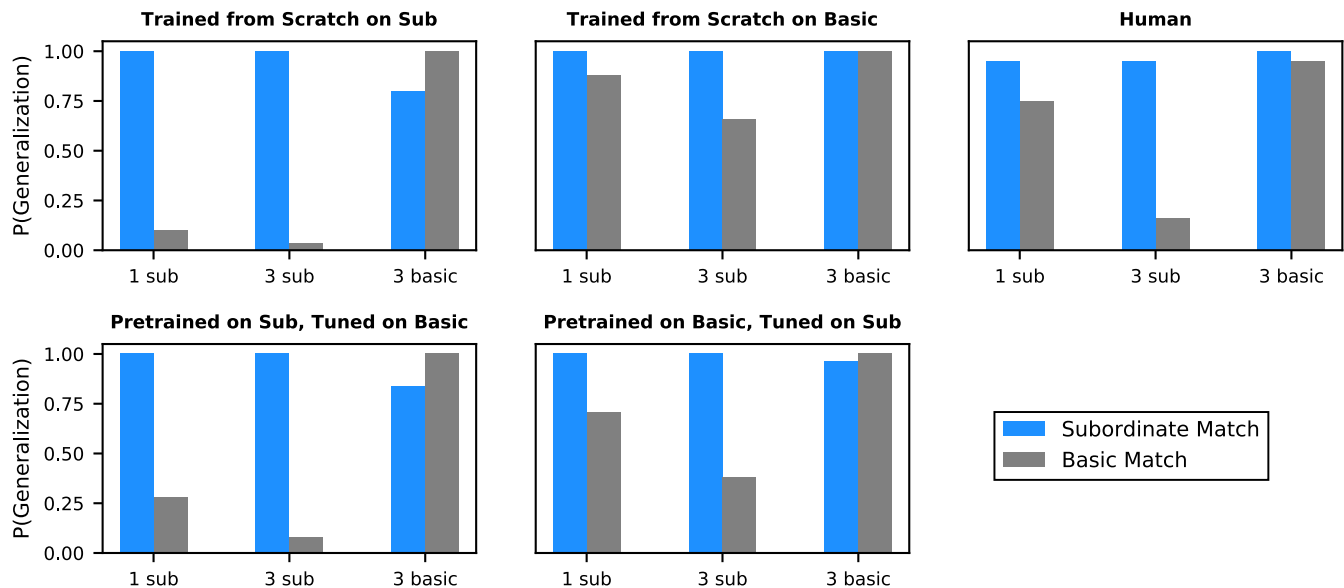 Trained from Scratch on Sub
Trained from Scratch on Basic
Human
P(Generalization)
1.00
0.75
0.50
0.25
0.00
1 sub
3 sub
3 basic
1 sub
3 sub
3 basic
1 sub
3 sub
3 basic
Pretrained on Sub, Tuned on Basic
Pretrained on Basic, Tuned on Sub
P(Generalization)
1.00
0.75
0.50
0.25
0.00
1 sub
3 sub
3 basic
1 sub
3 sub
3 basic
Subordinate Match
Basic Match